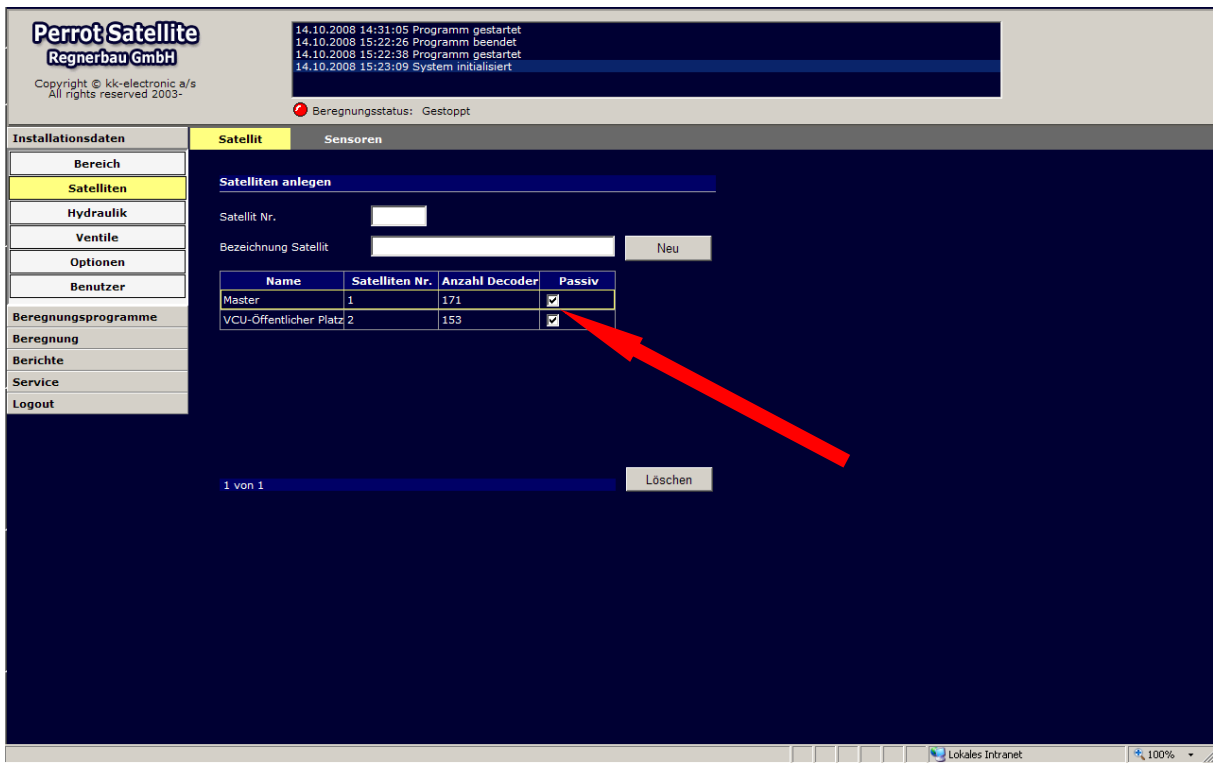 Perrot Satellite
Regnerbau GmbH
Copyright © kk-electronic a/s
All rights reserved 2003-
14.10.2008 14:31:05 Programm gestartet
14.10.2008 15:22:26 Programm beendet
14.10.2008 15:22:38 Programm gestartet
14.10.2008 15:23:09 System initialisiert
Beregnungsstatus: Gestoppt
Installationsdaten
Bereich
Satelliten
Hydraulik
Ventile
Optionen
Benutzer
Beregnungsprogramme
Beregnung
Berichte
Service
Logout
Satellit Sensoren
Satelliten anlegen
Satellit Nr.
Bezeichnung Satellit Neu
Name Satelliten Nr. Anzahl Decoder Passiv
Master 1 171
VCU-Öffentlicher Platz 2 153
1 von 1 Löschen
Lokales Intranet 100%